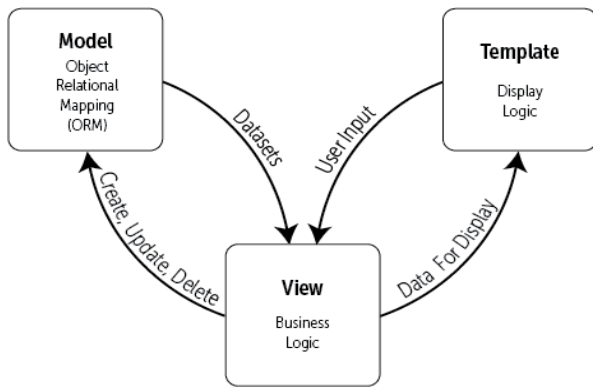 Model
Object
Relational
Mapping
(ORM)
Template
Display
Logic
Datasets
User Input
Create, Update, Delete
Data For Display
View
Business
Logic